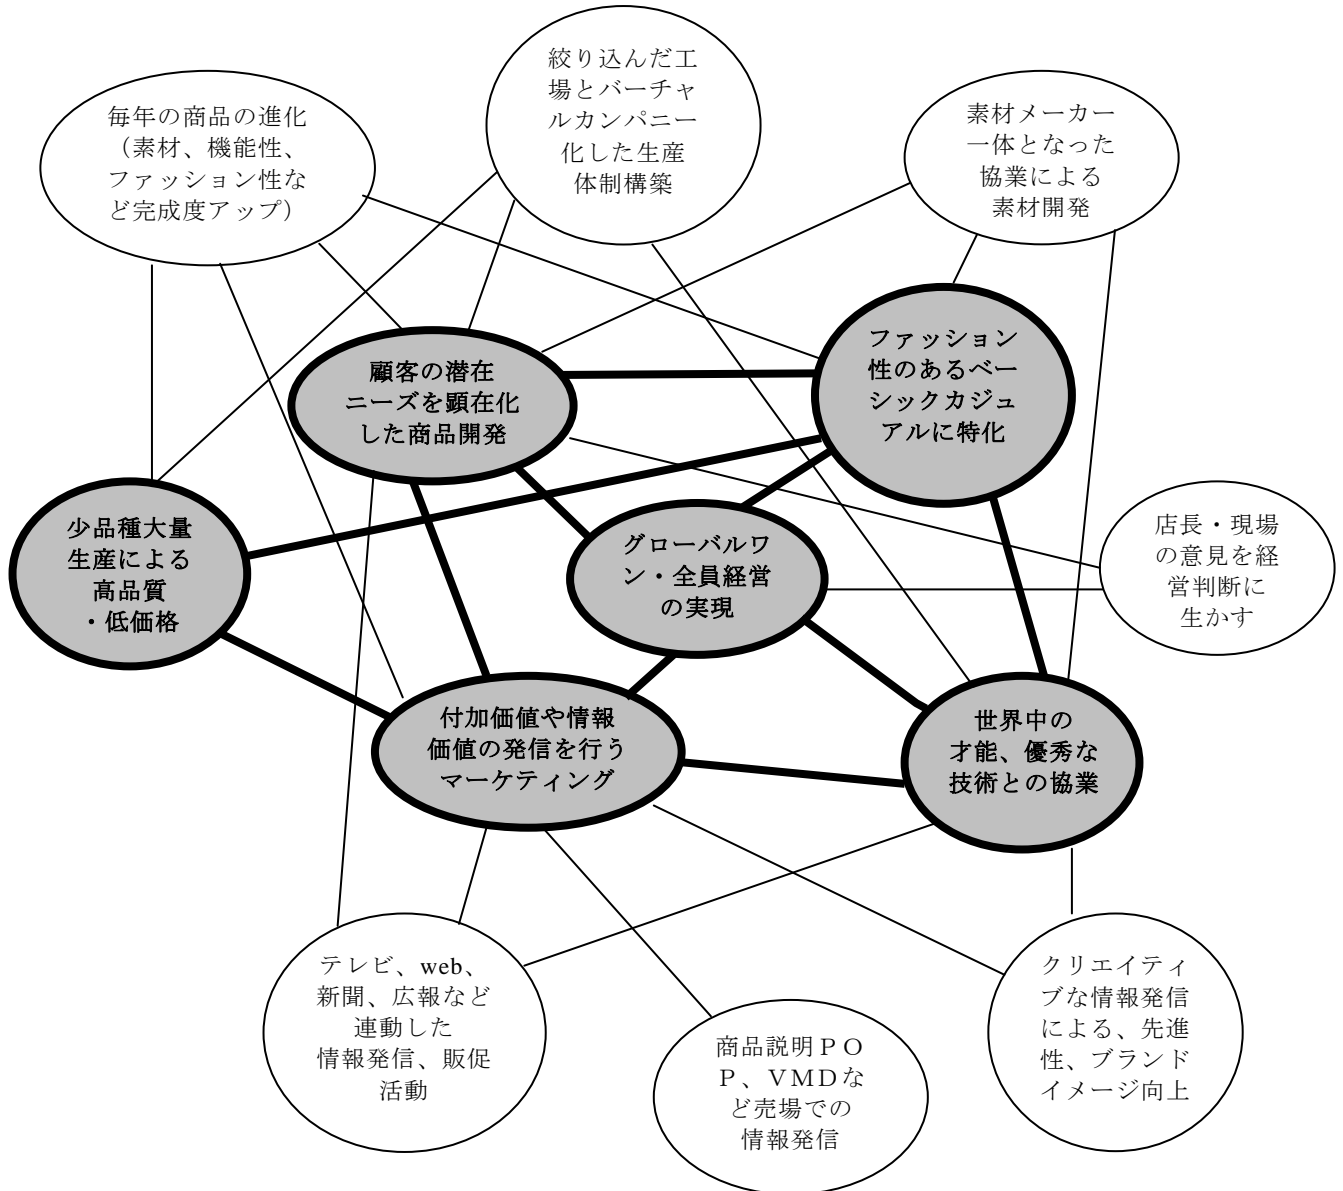 絞り込んだ工
場とバーチャ
ルカンパニー
化した生産
体制構築
毎年の商品の進化
(素材、機能性、
ファッション性な
ど完成度アップ)
素材メーカー
一体となった
協業による
素材開発
ファッション
性のあるベー
シックカジュ
アルに特化
顧客の潜在
ニーズを顕在化
した商品開発
少品種大量
生産による
高品質
・低価格
グローバルワ
ン・全員経営
の実現
店長・現場
の意見を経
営判断に
生かす
付加価値や情報
価値の発信を行う
マーケティング
世界中の
才能、優秀な
技術との協業
テレビ、web、
新聞、広報など
連動した
情報発信、販促
活動
商品説明PO
P、VMDな
ど売場での
情報発信
クリエイティ
ブな情報発信
による、先進
性、ブランド
イメージ向上